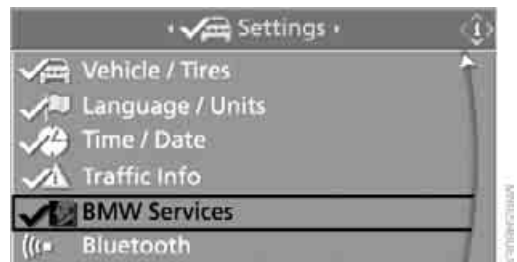 Settings
Vehicle / Tires
Language / Units
Time / Date
Traffic Info
BMW Services
Bluetooth